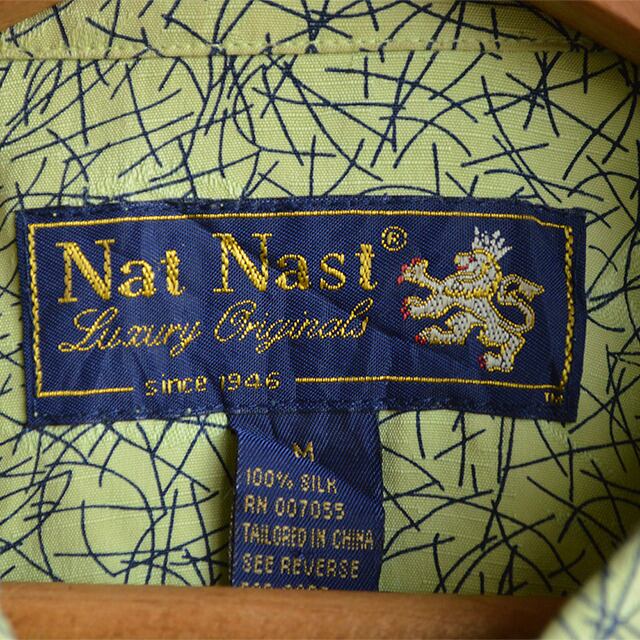 Nat Nast®
Luxury Originals
since 1946
TM
M
100% SILK
RN 007055
TAILORED IN CHINA
SEE REVERSE